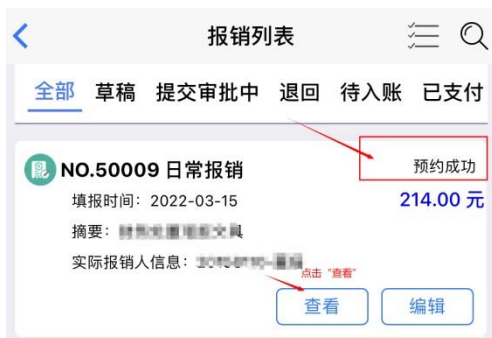 报销列表
全部 草稿 提交审批中 退回 待入账 已支付
NO.50009 日常报销
预约成功
填报时间：2022-03-15
214.00 元
摘要：
实际报销人信息：
点击“查看”
查看
编辑